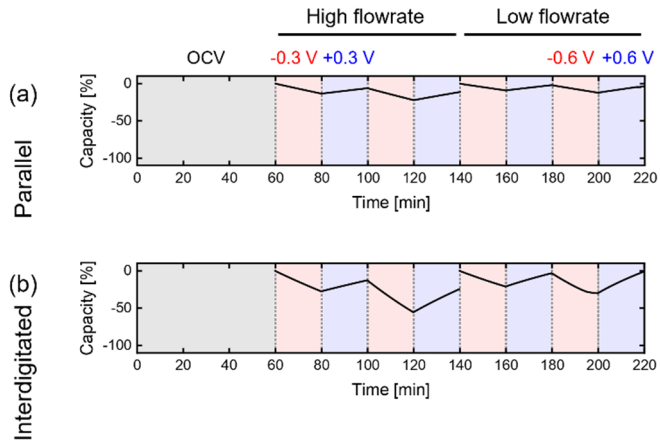 High flowrate Low flowrate
OCV -0.3 V +0.3 V -0.6 V +0.6 V
(a)
Parallel
Capacity [%]
0
-50
-100
0 20 40 60 80 100 120 140 160 180 200 220
Time [min]
(b)
Interdigitated
Capacity [%]
0
-50
-100
0 20 40 60 80 100 120 140 160 180 200 220
Time [min]